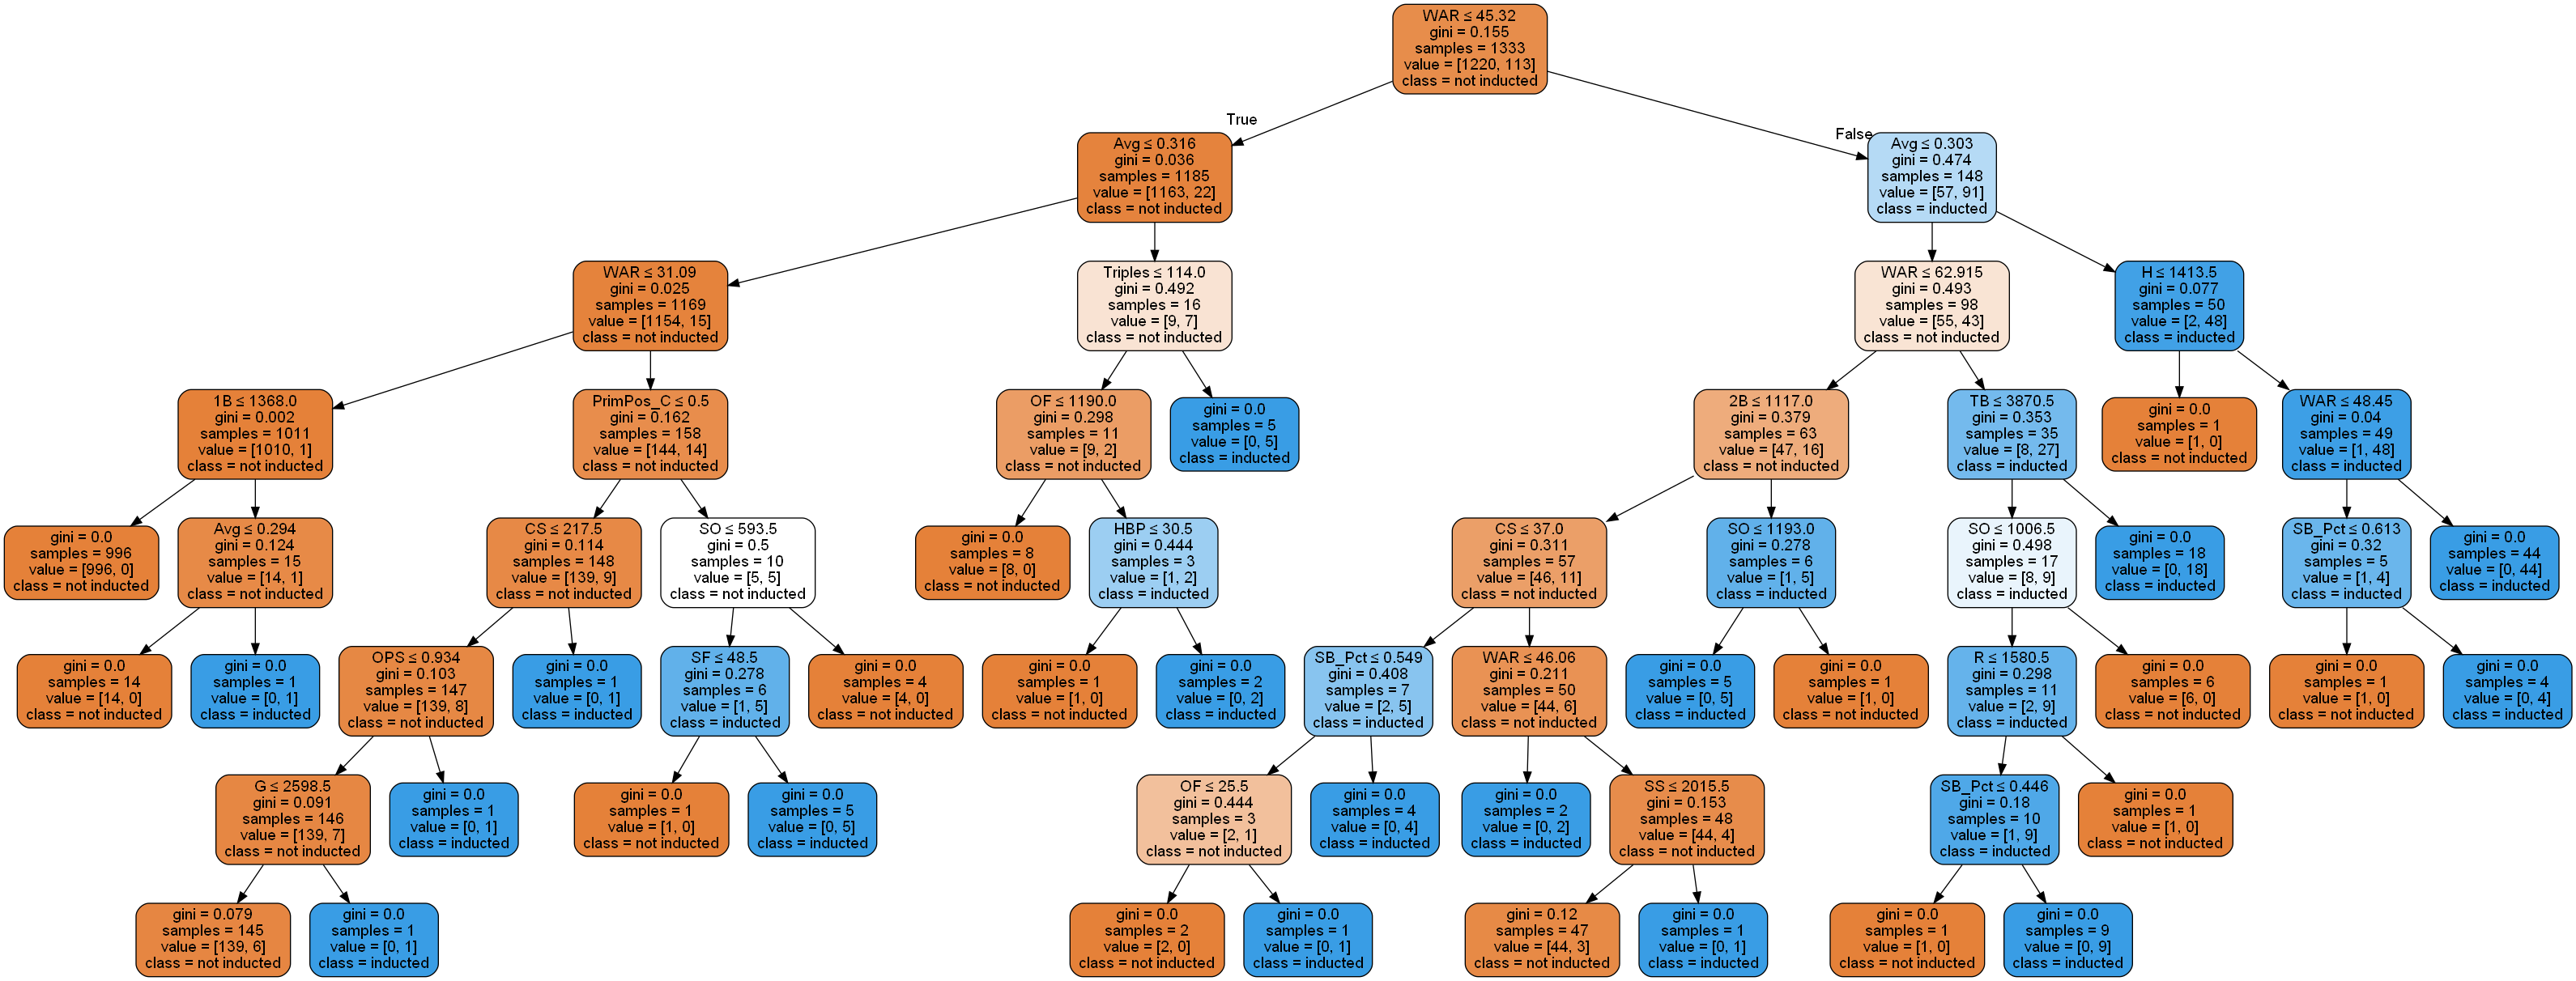 WAR ≤ 45.32
gini = 0.155
samples = 1333
value = [1220, 113]
class = not inducted
True
False
Avg ≤ 0.316
gini = 0.036
samples = 1185
value = [1163, 22]
class = not inducted
Avg ≤ 0.303
gini = 0.474
samples = 148
value = [57, 91]
class = inducted
WAR ≤ 31.09
gini = 0.025
samples = 1169
value = [1154, 15]
class = not inducted
Triples ≤ 114.0
gini = 0.492
samples = 16
value = [9, 7]
class = not inducted
WAR ≤ 62.915
gini = 0.493
samples = 98
value = [55, 43]
class = not inducted
H ≤ 1413.5
gini = 0.077
samples = 50
value = [2, 48]
class = inducted
1B ≤ 1368.0
gini = 0.002
samples = 1011
value = [1010, 1]
class = not inducted
PrimPos_C ≤ 0.5
gini = 0.162
samples = 158
value = [144, 14]
class = not inducted
OF ≤ 1190.0
gini = 0.298
samples = 11
value = [9, 2]
class = not inducted
gini = 0.0
samples = 5
value = [0, 5]
class = inducted
2B ≤ 1117.0
gini = 0.379
samples = 63
value = [47, 16]
class = not inducted
TB ≤ 3870.5
gini = 0.353
samples = 35
value = [8, 27]
class = inducted
gini = 0.0
samples = 1
value = [1, 0]
class = not inducted
WAR ≤ 48.45
gini = 0.04
samples = 49
value = [1, 48]
class = inducted
gini = 0.0
samples = 996
value = [996, 0]
class = not inducted
Avg ≤ 0.294
gini = 0.124
samples = 15
value = [14, 1]
class = not inducted
CS ≤ 217.5
gini = 0.114
samples = 148
value = [139, 9]
class = not inducted
SO ≤ 593.5
gini = 0.5
samples = 10
value = [5, 5]
class = not inducted
gini = 0.0
samples = 8
value = [8, 0]
class = not inducted
HBP ≤ 30.5
gini = 0.444
samples = 3
value = [1, 2]
class = inducted
CS ≤ 37.0
gini = 0.311
samples = 57
value = [46, 11]
class = not inducted
SO ≤ 1193.0
gini = 0.278
samples = 6
value = [1, 5]
class = inducted
SO ≤ 1006.5
gini = 0.498
samples = 17
value = [8, 9]
class = inducted
gini = 0.0
samples = 18
value = [0, 18]
class = inducted
SB_Pct ≤ 0.613
gini = 0.32
samples = 5
value = [1, 4]
class = inducted
gini = 0.0
samples = 44
value = [0, 44]
class = inducted
gini = 0.0
samples = 14
value = [14, 0]
class = not inducted
gini = 0.0
samples = 1
value = [0, 1]
class = inducted
OPS ≤ 0.934
gini = 0.103
samples = 147
value = [139, 8]
class = not inducted
gini = 0.0
samples = 1
value = [0, 1]
class = inducted
SF ≤ 48.5
gini = 0.278
samples = 6
value = [1, 5]
class = inducted
gini = 0.0
samples = 4
value = [4, 0]
class = not inducted
gini = 0.0
samples = 1
value = [1, 0]
class = not inducted
gini = 0.0
samples = 2
value = [0, 2]
class = inducted
SB_Pct ≤ 0.549
gini = 0.408
samples = 7
value = [2, 5]
class = inducted
WAR ≤ 46.06
gini = 0.211
samples = 50
value = [44, 6]
class = not inducted
gini = 0.0
samples = 5
value = [0, 5]
class = inducted
gini = 0.0
samples = 1
value = [1, 0]
class = not inducted
R ≤ 1580.5
gini = 0.298
samples = 11
value = [2, 9]
class = inducted
gini = 0.0
samples = 6
value = [6, 0]
class = not inducted
gini = 0.0
samples = 1
value = [1, 0]
class = not inducted
gini = 0.0
samples = 4
value = [0, 4]
class = inducted
G ≤ 2598.5
gini = 0.091
samples = 146
value = [139, 7]
class = not inducted
gini = 0.0
samples = 1
value = [0, 1]
class = inducted
gini = 0.0
samples = 1
value = [1, 0]
class = not inducted
gini = 0.0
samples = 5
value = [0, 5]
class = inducted
OF ≤ 25.5
gini = 0.444
samples = 3
value = [2, 1]
class = not inducted
gini = 0.0
samples = 4
value = [0, 4]
class = inducted
gini = 0.0
samples = 2
value = [0, 2]
class = inducted
SS ≤ 2015.5
gini = 0.153
samples = 48
value = [44, 4]
class = not inducted
SB_Pct ≤ 0.446
gini = 0.18
samples = 10
value = [1, 9]
class = inducted
gini = 0.0
samples = 1
value = [1, 0]
class = not inducted
gini = 0.079
samples = 145
value = [139, 6]
class = not inducted
gini = 0.0
samples = 1
value = [0, 1]
class = inducted
gini = 0.0
samples = 2
value = [2, 0]
class = not inducted
gini = 0.0
samples = 1
value = [0, 1]
class = inducted
gini = 0.12
samples = 47
value = [44, 3]
class = not inducted
gini = 0.0
samples = 1
value = [0, 1]
class = inducted
gini = 0.0
samples = 1
value = [1, 0]
class = not inducted
gini = 0.0
samples = 9
value = [0, 9]
class = inducted